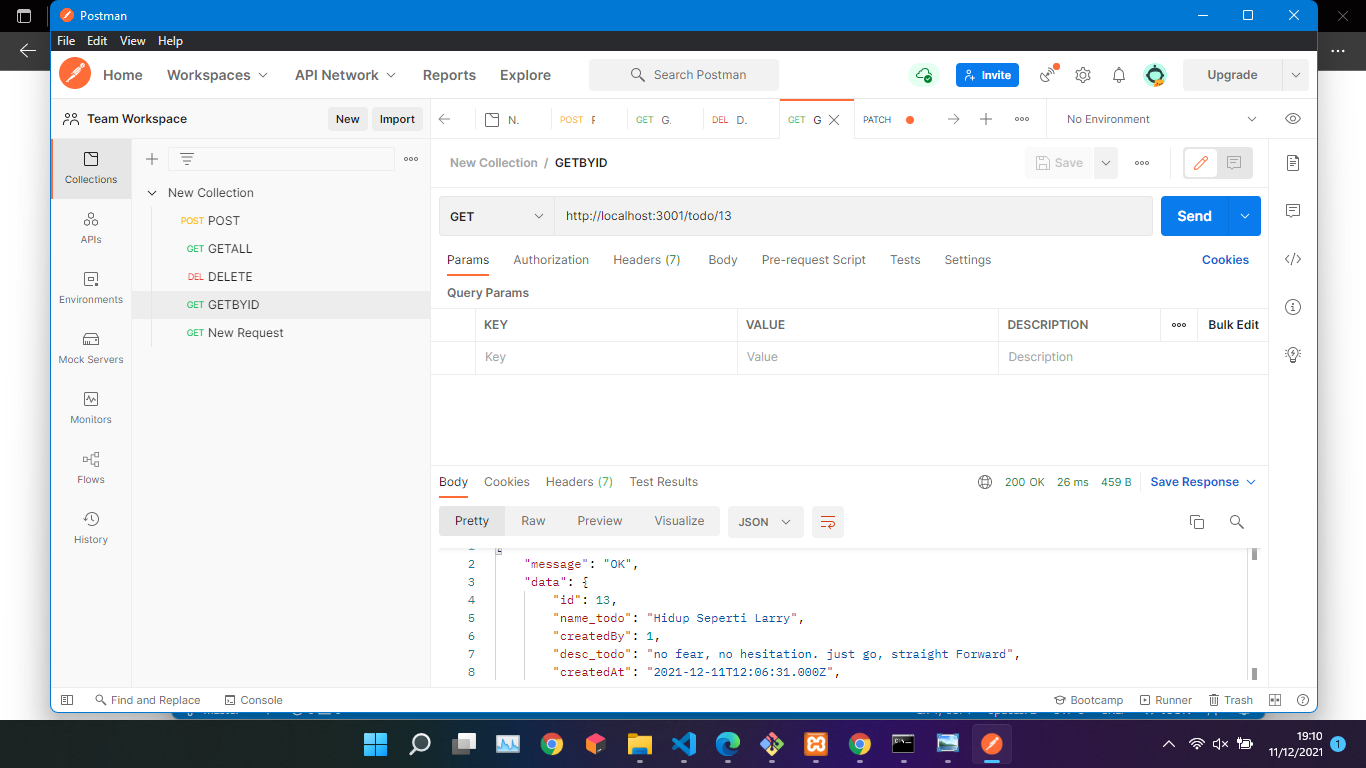 Postman
File Edit View Help
Home Workspaces API Network Reports Explore Search Postman Invite Upgrade
Team Workspace New Import
N. POST GET G. DEL D. GET G PATCH No Environment
Collections
APIs
Environments
Mock Servers
Monitors
Flows
History
New Collection
POST POST
GET GETALL
DEL DELETE
GET GETBYID
GET New Request
New Collection / GETBYID Save
GET http://localhost:3001/todo/13 Send
Params Authorization Headers (7) Body Pre-request Script Tests Settings Cookies
Query Params
KEY VALUE DESCRIPTION Bulk Edit
Key Value Description
Body Cookies Headers (7) Test Results 200 OK 26 ms 459 B Save Response
Pretty Raw Preview Visualize JSON
2 "message": "OK",
3 "data": {
4 "id": 13,
5 "name_todo": "Hidup Seperti Larry",
6 "createdBy": 1,
7 "desc_todo": "no fear, no hesitation. just go, straight Forward",
8 "createdAt": "2021-12-11T12:06:31.000Z",
Find and Replace Console Bootcamp Runner Trash
19:10
11/12/2021 1